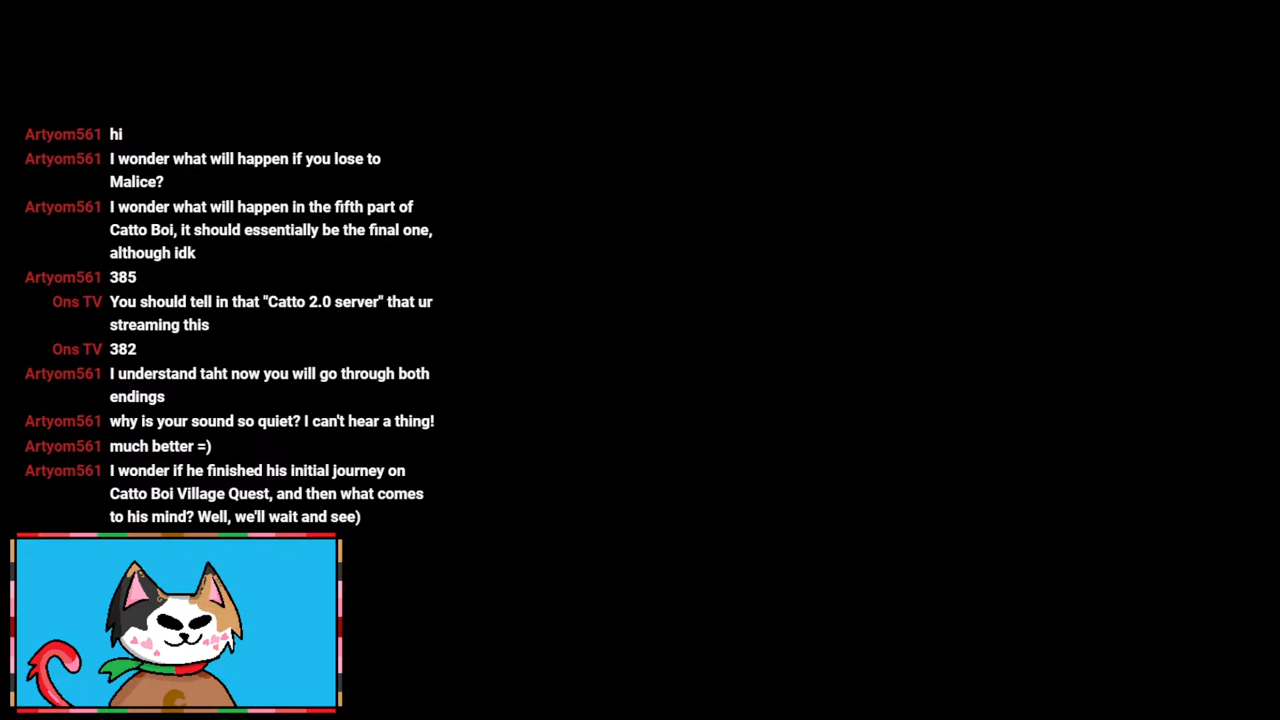 Artyom561 hi
Artyom561 I wonder what will happen if you lose to
Malice?
Artyom561 I wonder what will happen in the fifth part of
Catto Boi, it should essentially be the final one,
although idk
Artyom561 385
Ons TV You should tell in that "Catto 2.0 server" that ur
streaming this
Ons TV 382
Artyom561 I understand taht now you will go through both
endings
Artyom561 why is your sound so quiet? I can't hear a thing!
Artyom561 much better =)
Artyom561 I wonder if he finished his initial journey on
Catto Boi Village Quest, and then what comes
to his mind? Well, we'll wait and see)